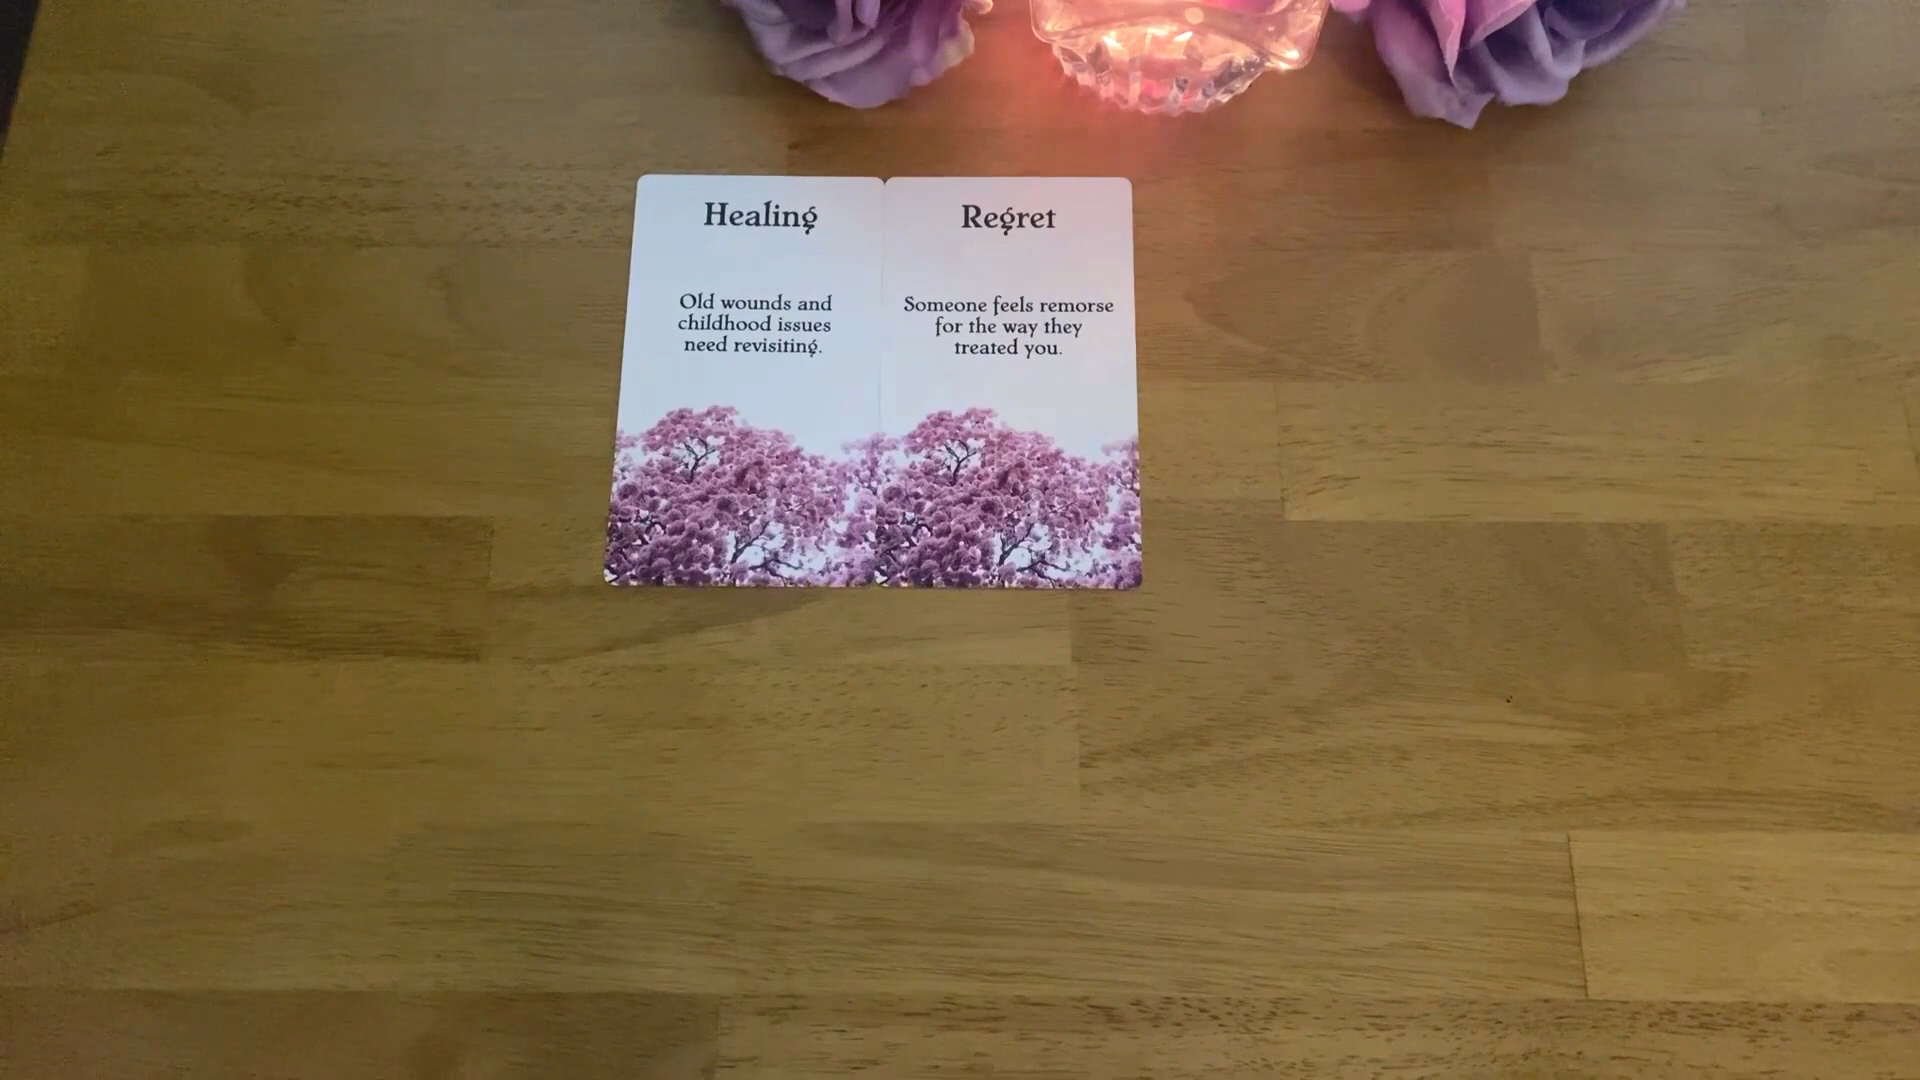 Healing
Old wounds and
childhood issues
need revisiting.
Regret
Someone feels remorse
for the way they
treated you.